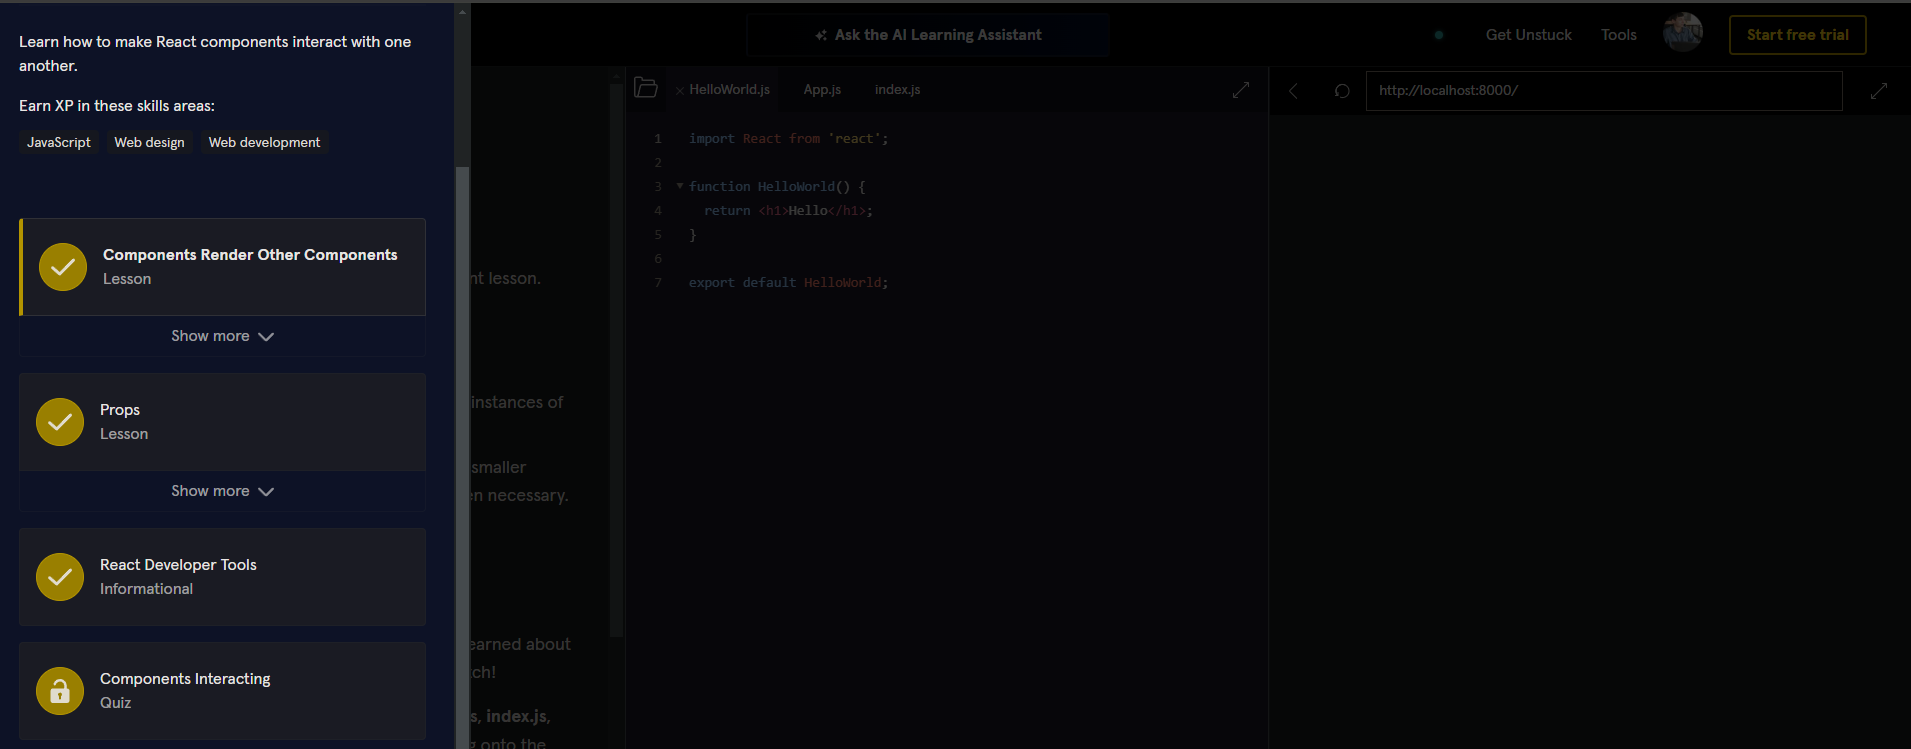 Learn how to make React components interact with one
another.
Earn XP in these skills areas:
JavaScript Web design Web development
Components Render Other Components
Lesson
Show more
Props
Lesson
Show more
React Developer Tools
Informational
Components Interacting
Quiz
Ask the AI Learning Assistant
Get Unstuck Tools Start free trial
nt lesson.
instances of
smaller
en necessary.
earned about
tch!
s, index.js,
g onto the
HelloWorld.js App.js index.js
1 import React from 'react';
2
3 function HelloWorld() {
4 return <h1>Hello</h1>;
5 }
6
7 export default HelloWorld;
http://localhost:8000/